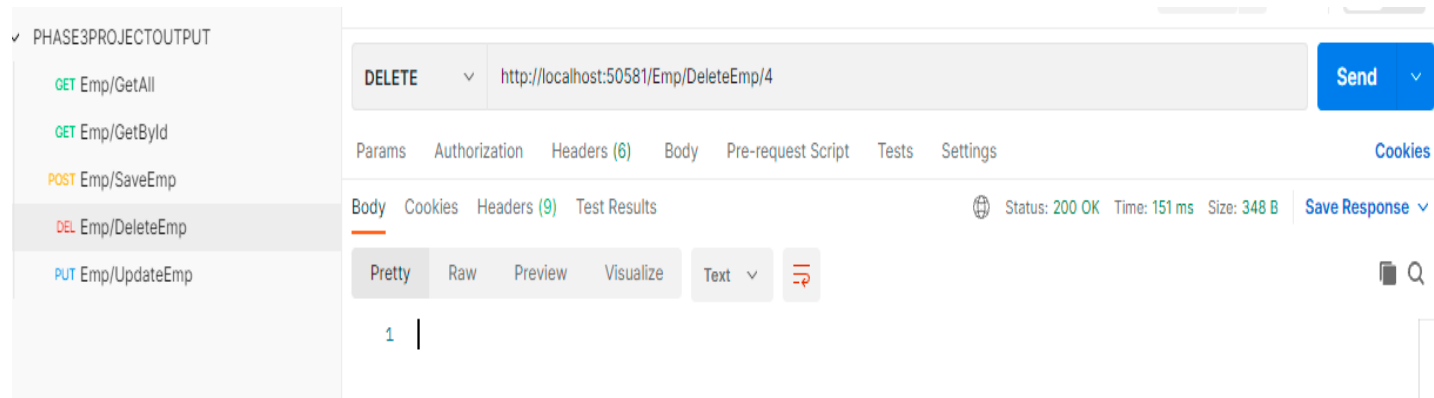 PHASE3PROJECTOUTPUT
GET Emp/GetAll
GET Emp/GetById
POST Emp/SaveEmp
DEL Emp/DeleteEmp
PUT Emp/UpdateEmp
DELETE http://localhost:50581/Emp/DeleteEmp/4 Send
Params Authorization Headers (6) Body Pre-request Script Tests Settings Cookies
Body Cookies Headers (9) Test Results Status: 200 OK Time: 151 ms Size: 348 B Save Response
Pretty Raw Preview Visualize Text
1